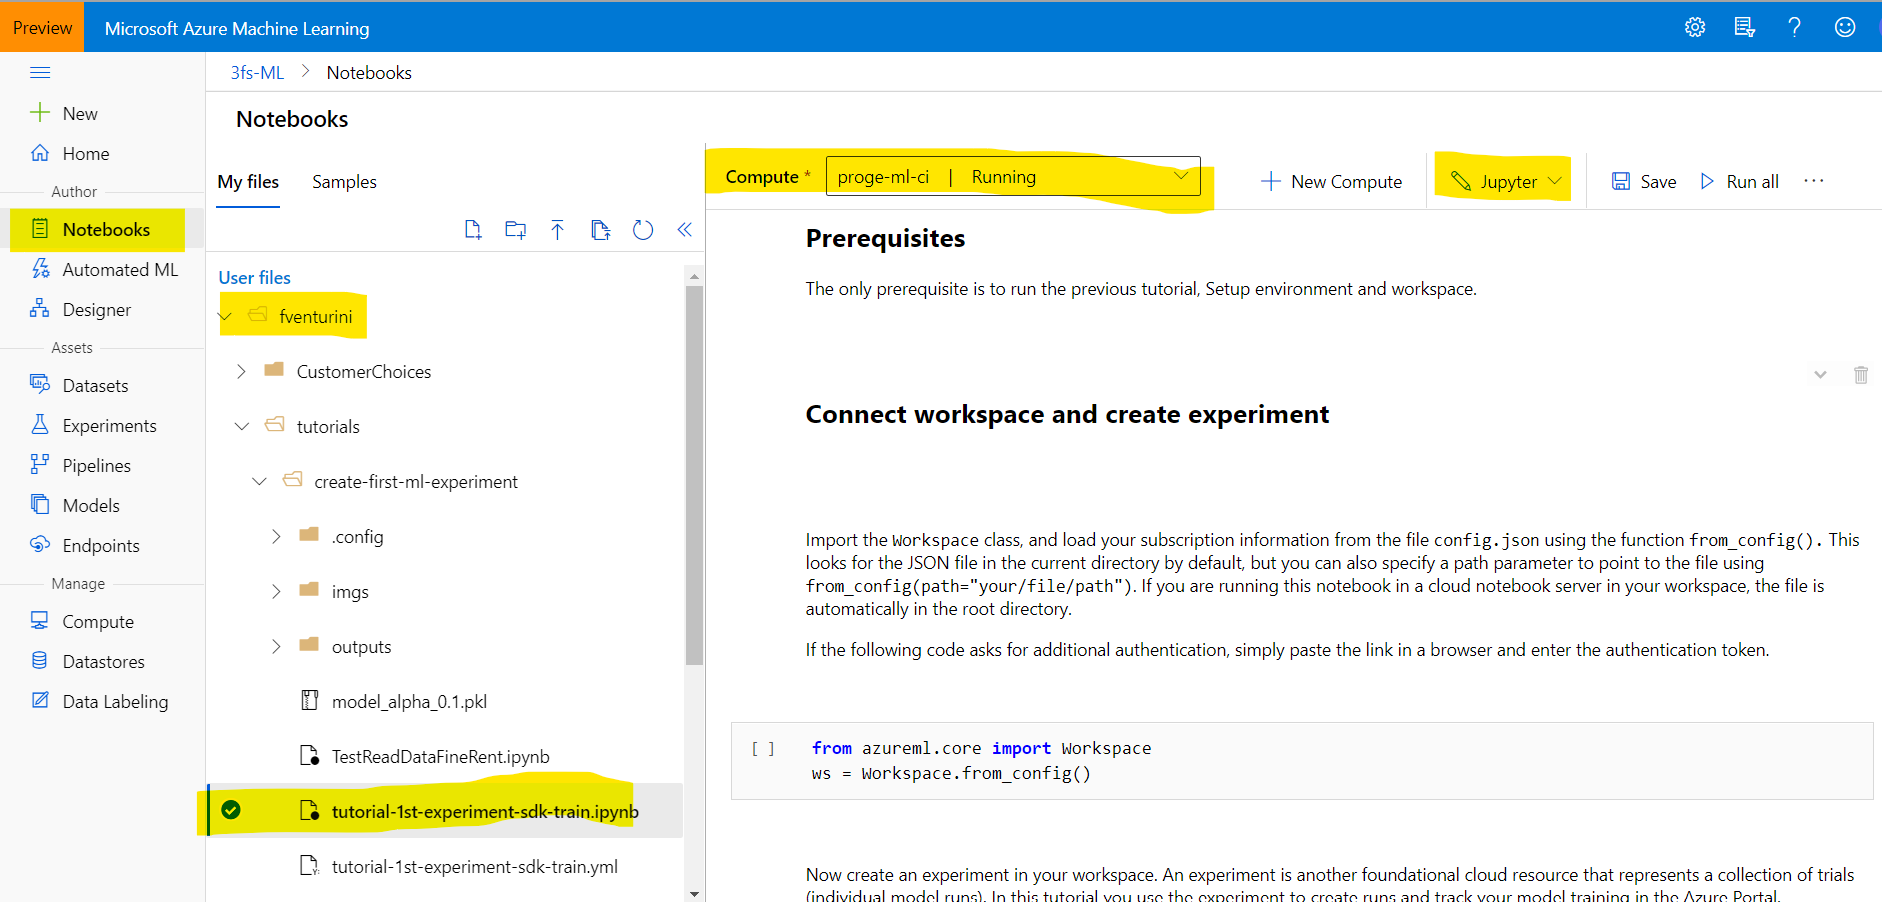 Preview
Microsoft Azure Machine Learning
3fs-ML > Notebooks
Notebooks
New
Home
Author
Notebooks
Automated ML
Designer
Assets
Datasets
Experiments
Pipelines
Models
Endpoints
Manage
Compute
Datastores
Data Labeling
My files
Samples
User files
fventurini
CustomerChoices
tutorials
create-first-ml-experiment
.config
imgs
outputs
model_alpha_0.1.pkl
TestReadDataFineRent.ipynb
tutorial-1st-experiment-sdk-train.ipynb
tutorial-1st-experiment-sdk-train.yml
Compute * proge-ml-ci | Running
New Compute
Jupyter
Save
Run all
...
Prerequisites
The only prerequisite is to run the previous tutorial, Setup environment and workspace.
Connect workspace and create experiment
Import the Workspace class, and load your subscription information from the file config.json using the function from_config(). This
looks for the JSON file in the current directory by default, but you can also specify a path parameter to point to the file using
from_config(path="your/file/path"). If you are running this notebook in a cloud notebook server in your workspace, the file is
automatically in the root directory.
If the following code asks for additional authentication, simply paste the link in a browser and enter the authentication token.
[ ] from azureml.core import Workspace
ws = Workspace.from_config()
Now create an experiment in your workspace. An experiment is another foundational cloud resource that represents a collection of trials
(individual model runs). In this tutorial you use the experiment to create runs and track your model training in the Azure Portal.